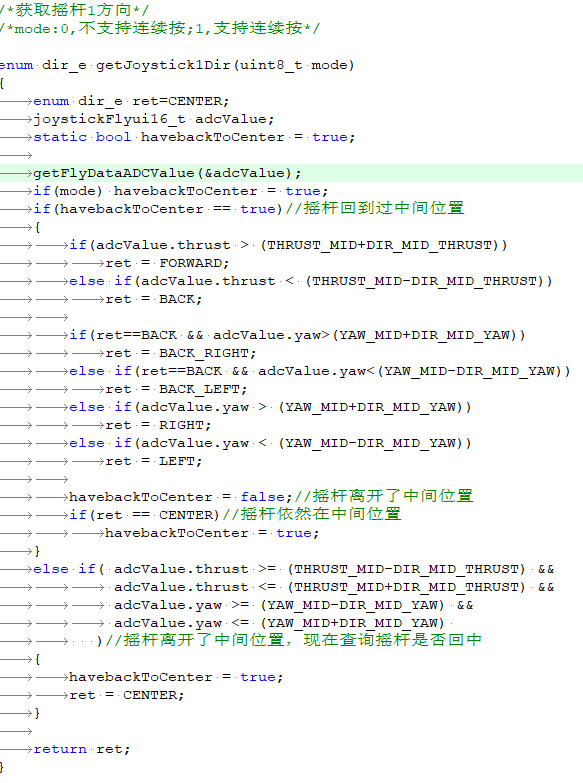 /*获取摇杆1方向*/
/*mode:0,不支持连续按;1,支持连续按*/
enum dir_e getJoystick1Dir(uint8_t mode)
{
enum dir_e ret=CENTER;
joystickFlyui16_t adcValue;
static bool havebackToCenter = true;
getFlyDataADCValue(&adcValue);
if(mode) havebackToCenter = true;
if(havebackToCenter == true)//摇杆回到过中间位置
{
if(adcValue.thrust > (THRUST_MID+DIR_MID_THRUST))
ret = FORWARD;
else if(adcValue.thrust < (THRUST_MID-DIR_MID_THRUST))
ret = BACK;
if(ret==BACK && adcValue.yaw>(YAW_MID+DIR_MID_YAW))
ret = BACK_RIGHT;
else if(ret==BACK && adcValue.yaw<(YAW_MID-DIR_MID_YAW))
ret = BACK_LEFT;
else if(adcValue.yaw > (YAW_MID+DIR_MID_YAW))
ret = RIGHT;
else if(adcValue.yaw < (YAW_MID-DIR_MID_YAW))
ret = LEFT;
havebackToCenter = false;//摇杆离开了中间位置
if(ret == CENTER)//摇杆依然在中间位置
havebackToCenter = true;
}
else if( adcValue.thrust >= (THRUST_MID-DIR_MID_THRUST) &&
adcValue.thrust <= (THRUST_MID+DIR_MID_THRUST) &&
adcValue.yaw >= (YAW_MID-DIR_MID_YAW) &&
adcValue.yaw <= (YAW_MID+DIR_MID_YAW)
)//摇杆离开了中间位置，现在查询摇杆是否回中
{
havebackToCenter = true;
ret = CENTER;
}
return ret;
}